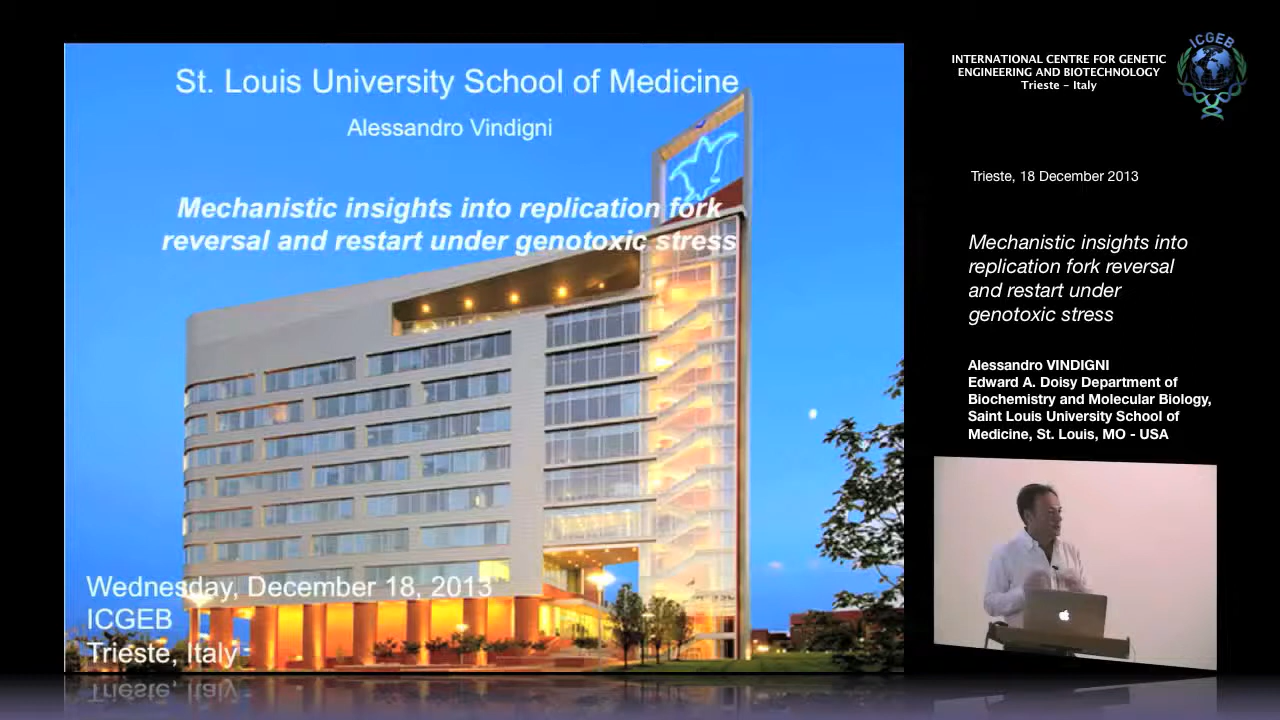 St. Louis University School of Medicine
Alessandro Vindigni
Mechanistic insights into replication fork
reversal and restart under genotoxic stress
Wednesday, December 18, 2013
ICGEB
Trieste, Italy
INTERNATIONAL CENTRE FOR GENETIC
ENGINEERING AND BIOTECHNOLOGY
Trieste - Italy
ICGEB
Trieste, 18 December 2013
Mechanistic insights into
replication fork reversal
and restart under
genotoxic stress
Alessandro VINDIGNI
Edward A. Doisy Department of
Biochemistry and Molecular Biology,
Saint Louis University School of
Medicine, St. Louis, MO - USA